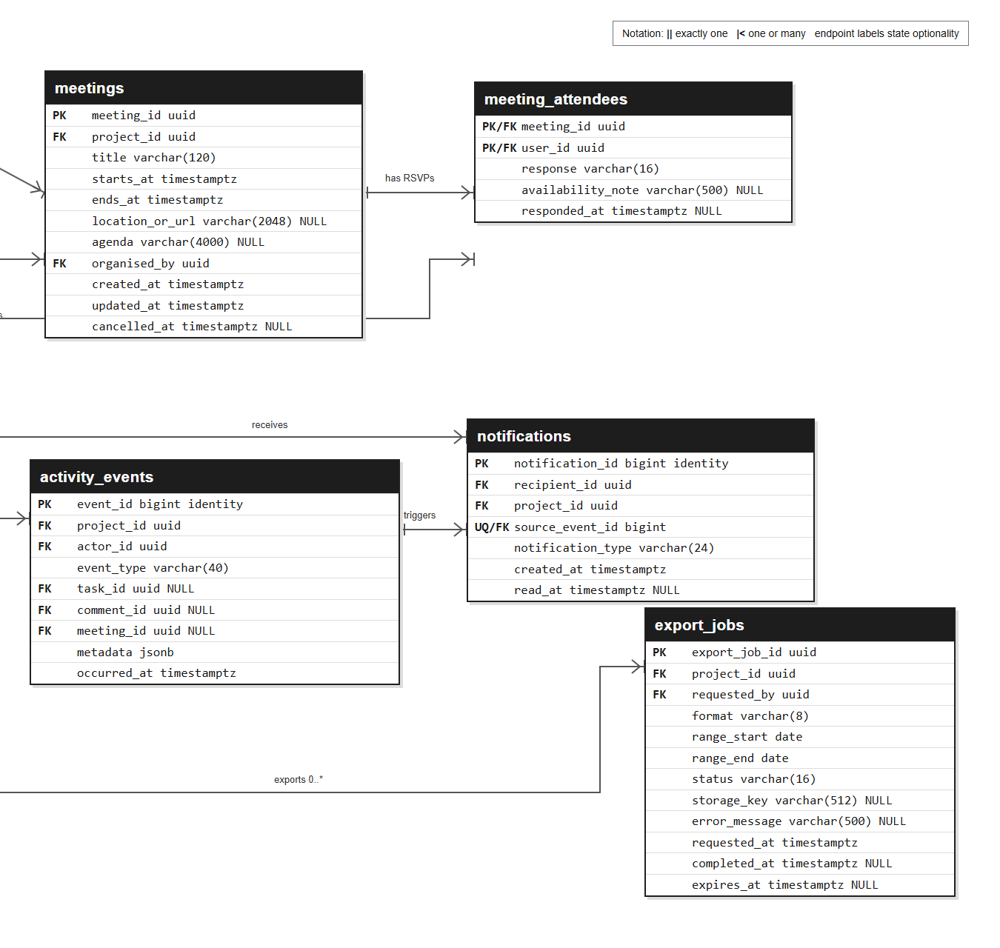 Notation: || exactly one |< one or many endpoint labels state optionality
meetings
PK meeting_id uuid
FK project_id uuid
title varchar(120)
starts_at timestamptz
ends_at timestamptz
location_or_url varchar(2048) NULL
agenda varchar(4000) NULL
FK organised_by uuid
created_at timestamptz
updated_at timestamptz
cancelled_at timestamptz NULL
has RSVPs
meeting_attendees
PK/FK meeting_id uuid
PK/FK user_id uuid
response varchar(16)
availability_note varchar(500) NULL
responded_at timestamptz NULL
s
receives
activity_events
PK event_id bigint identity
FK project_id uuid
FK actor_id uuid
event_type varchar(40)
FK task_id uuid NULL
FK comment_id uuid NULL
FK meeting_id uuid NULL
metadata jsonb
occurred_at timestamptz
triggers
notifications
PK notification_id bigint identity
FK recipient_id uuid
FK project_id uuid
UQ/FK source_event_id bigint
notification_type varchar(24)
created_at timestamptz
read_at timestamptz NULL
exports 0..*
export_jobs
PK export_job_id uuid
FK project_id uuid
FK requested_by uuid
format varchar(8)
range_start date
range_end date
status varchar(16)
storage_key varchar(512) NULL
error_message varchar(500) NULL
requested_at timestamptz
completed_at timestamptz NULL
expires_at timestamptz NULL